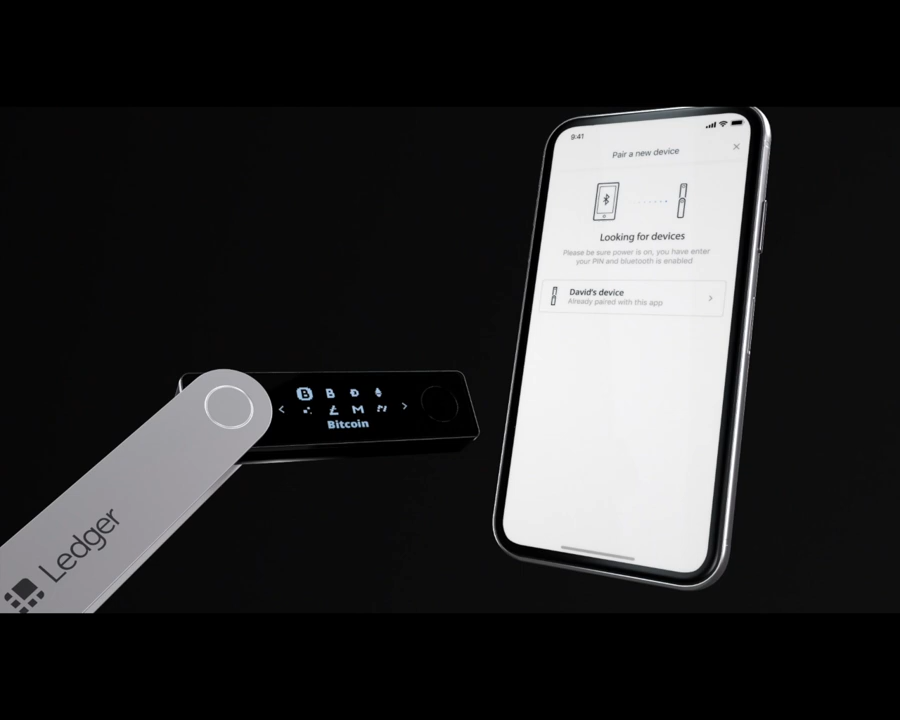 9:41
Pair a new device
Looking for devices
Please be sure power is on, you have enter
your PIN and bluetooth is enabled
David's device
Already paired with this app
Bitcoin
Ledger